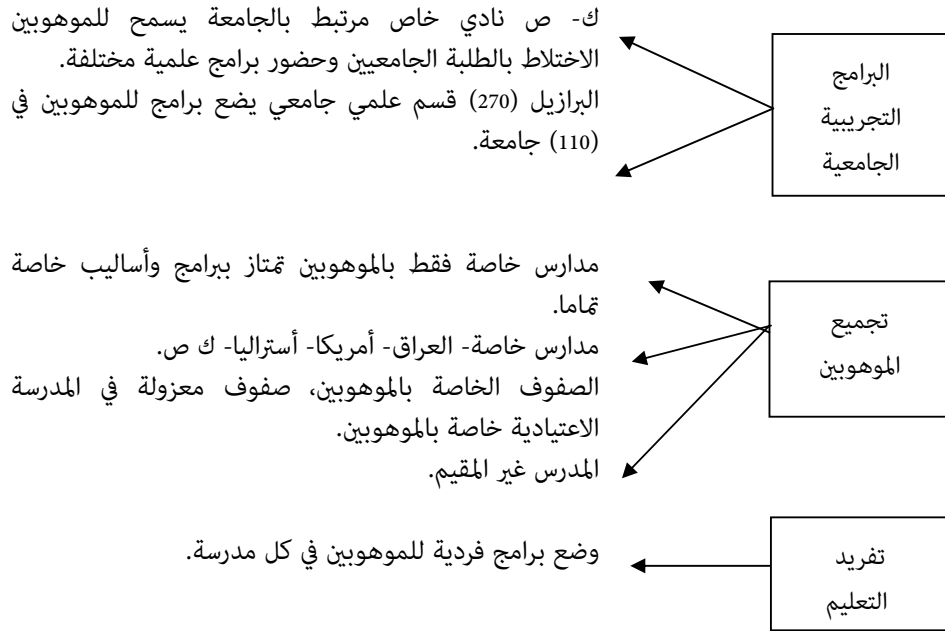 البرامج
التجريبية
الجامعية
ك- ص نادي خاص مرتبط بالجامعة يسمح للموهوبين
الاختلاط بالطلبة الجامعيين وحضور برامج علمية مختلفة.
البرازيل (270) قسم علمي جامعي يضع برامج للموهوبين في
(110) جامعة.
تجميع
الموهوبين
مدارس خاصة فقط بالموهوبين تمتاز ببرامج وأساليب خاصة
تماما.
مدارس خاصة- العراق- أمريكا- أستراليا- ك ص.
الصفوف الخاصة بالموهوبين، صفوف معزولة في المدرسة
الاعتيادية خاصة بالموهوبين.
المدرس غير المقيم.
تفريد
التعليم
وضع برامج فردية للموهوبين في كل مدرسة.